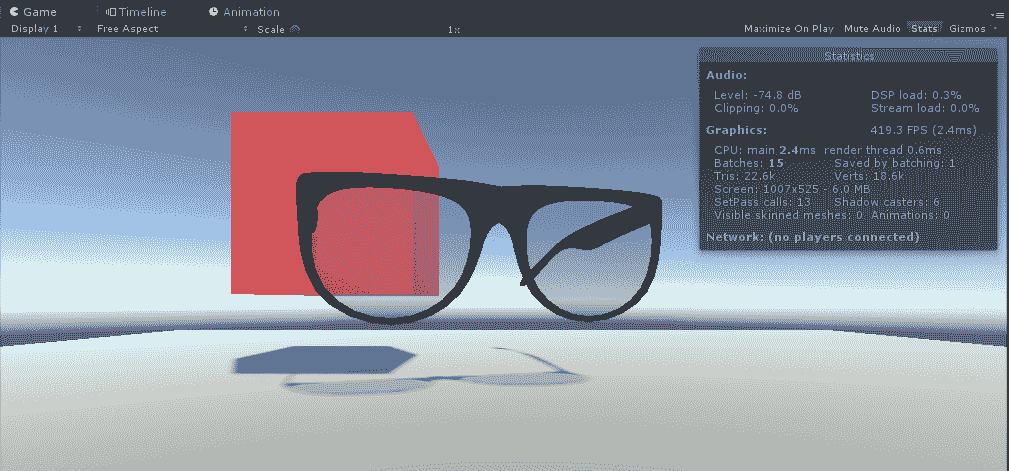 Game Timeline Animation
Display 1 Free Aspect Scale 1x Maximize On Play Mute Audio Stats Gizmos
Statistics
Audio:
Level: -74.8 dB DSP load: 0.3%
Clipping: 0.0% Stream load: 0.0%
Graphics: 419.3 FPS (2.4ms)
CPU: main 2.4ms render thread 0.6ms
Batches: 15 Saved by batching: 1
Tris: 22.6k Verts: 18.6k
Screen: 1007x525 - 6.0 MB
SetPass calls: 13 Shadow casters: 6
Visible skinned meshes: 0 Animations: 0
Network: (no players connected)